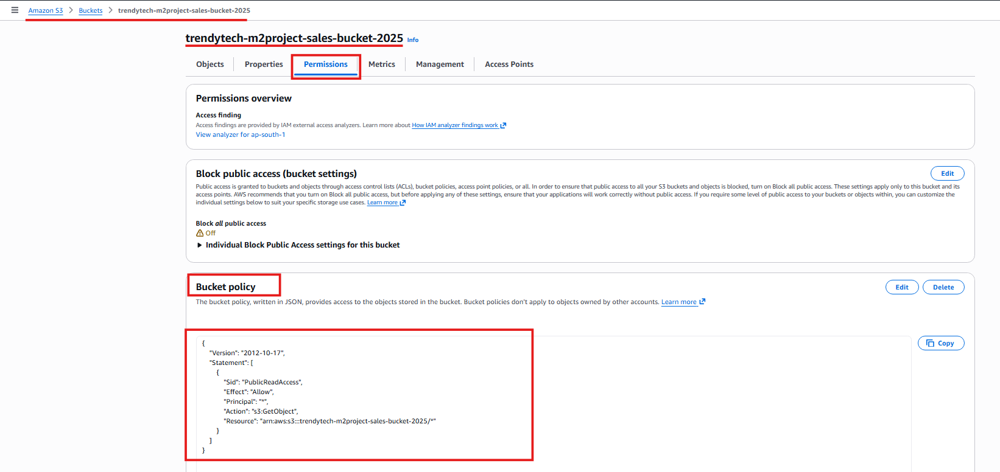 Amazon S3 > Buckets > trendytech-m2project-sales-bucket-2025
trendytech-m2project-sales-bucket-2025 Info
Objects Properties Permissions Metrics Management Access Points
Permissions overview
Access finding
Access findings are provided by IAM external access analyzers. Learn more about How IAM analyzer findings work
View analyzer for ap-south-1
Block public access (bucket settings)
Edit
Public access is granted to buckets and objects through access control lists (ACLs), bucket policies, access point policies, or all. In order to ensure that public access to all your S3 buckets and objects is blocked, turn on Block all public access. These settings apply only to this bucket and its
access points. AWS recommends that you turn on Block all public access, but before applying any of these settings, ensure that your applications will work correctly without public access. If you require some level of public access to your buckets or objects within, you can customize the
individual settings below to suit your specific storage use cases. Learn more
Block all public access
Off
Individual Block Public Access settings for this bucket
Bucket policy
Edit Delete
The bucket policy, written in JSON, provides access to the objects stored in the bucket. Bucket policies don't apply to objects owned by other accounts. Learn more
Copy
{
"Version": "2012-10-17",
"Statement": [
{
"Sid": "PublicReadAccess",
"Effect": "Allow",
"Principal": "*",
"Action": "s3:GetObject",
"Resource": "arn:aws:s3:::trendytech-m2project-sales-bucket-2025/*"
}
]
}